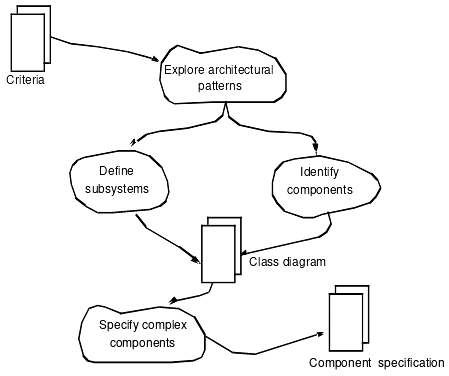 Criteria
Explore architectural
patterns
Define
subsystems
Identify
components
Class diagram
Specify complex
components
Component specification